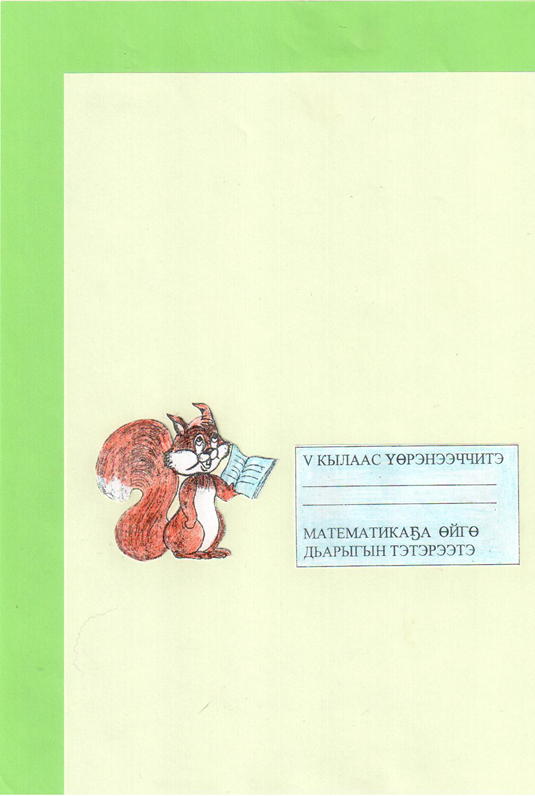 V КЫЛААС ҮӨРЭНЭЭЧЧИТЭ
МАТЕМАТИКАҔА ӨЙГӨ
ДЬАРЫГЫН ТЭТЭРЭЭТЭ